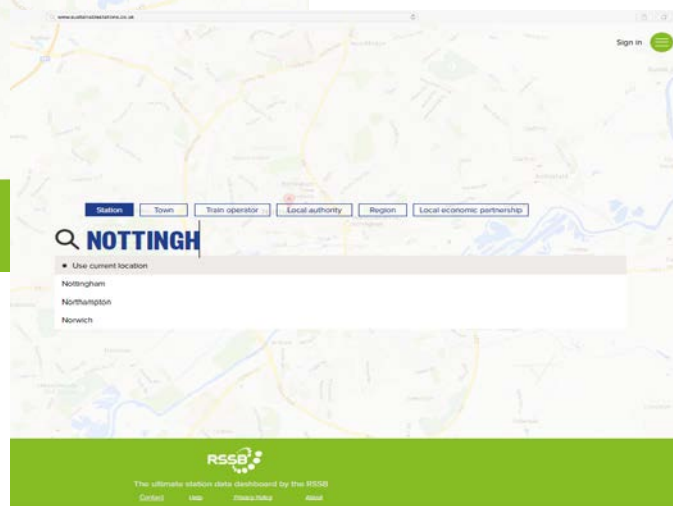 www.sustainablestations.co.uk
Sign in
Station Town Train operator Local authority Region Local economic partnership
NOTTINGH
Use current location
Nottingham
Northampton
Norwich
RSSB
The ultimate station data dashboard by the RSSB
Contact Help Privacy Policy About